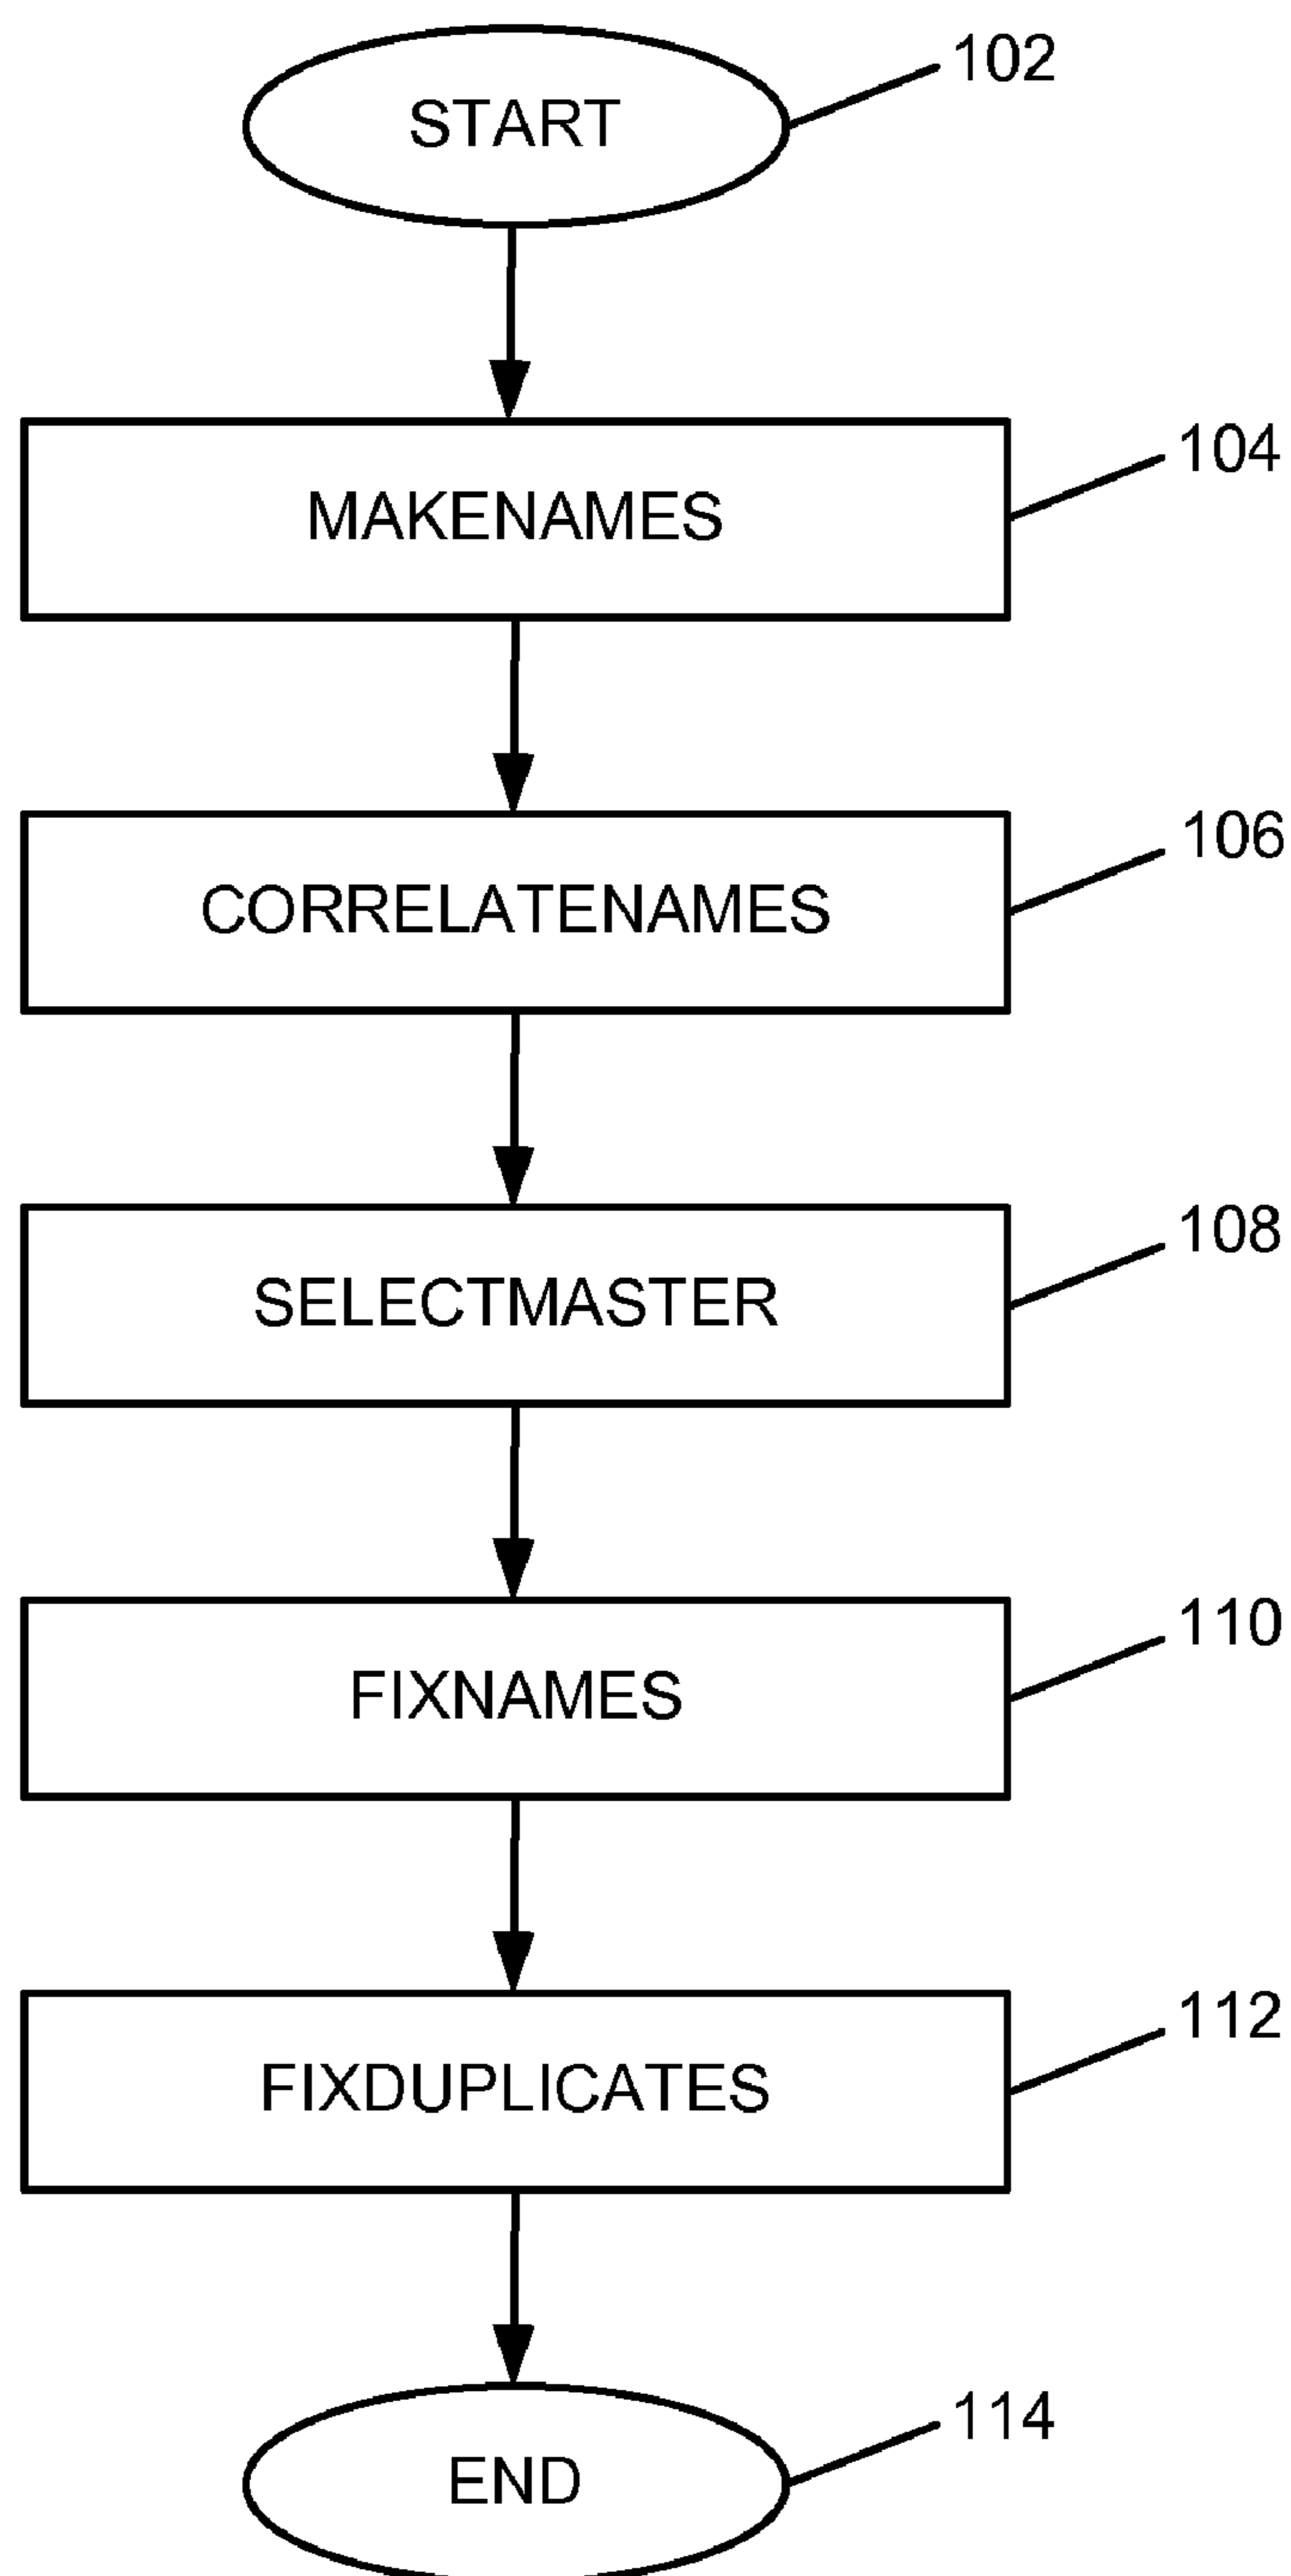 START
102
MAKENAMES
104
CORRELATENAMES
106
SELECTMASTER
108
FIXNAMES
110
FIXDUPLICATES
112
END
114